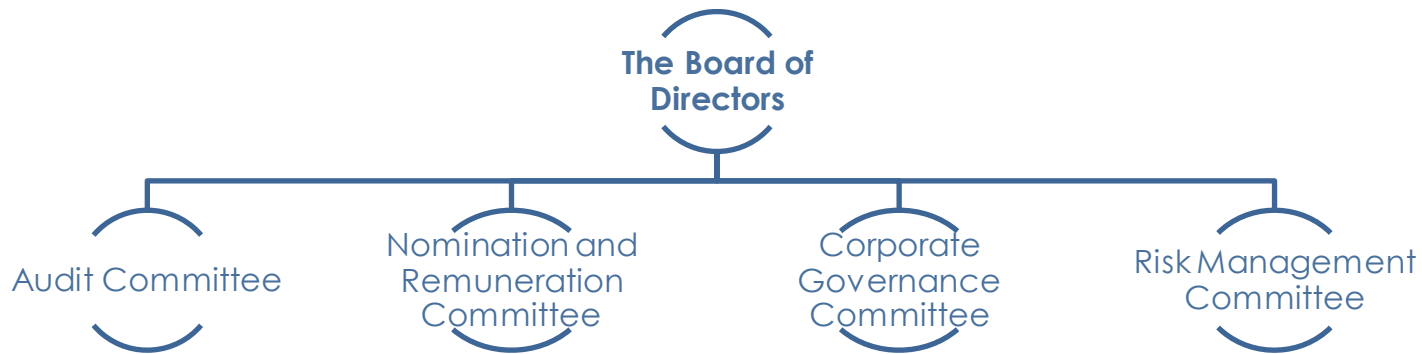 The Board of
Directors
Audit Committee
Nomination and
Remuneration
Committee
Corporate
Governance
Committee
Risk Management
Committee